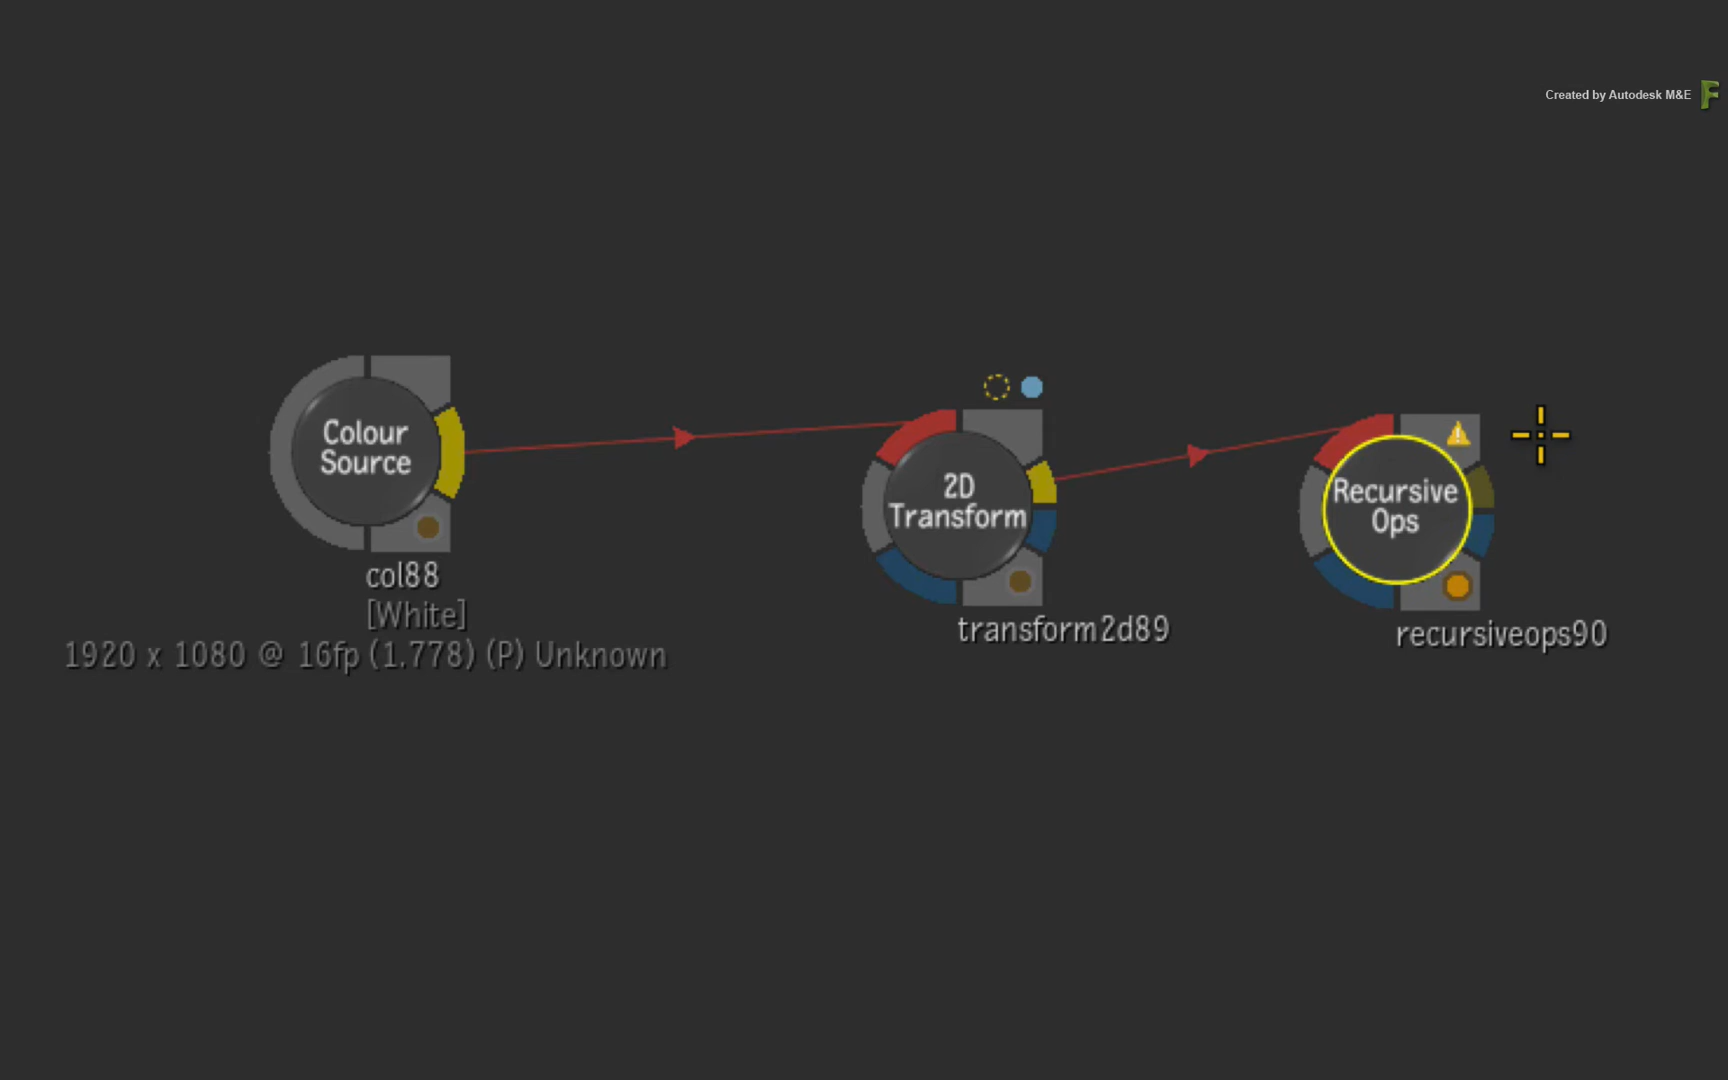 Created by Autodesk M&E
Colour
Source
2D
Transform
Recursive
Ops
col88
[White]
1920 x 1080 @ 16fp (1.778) (P) Unknown
transform2d89
recursiveops90